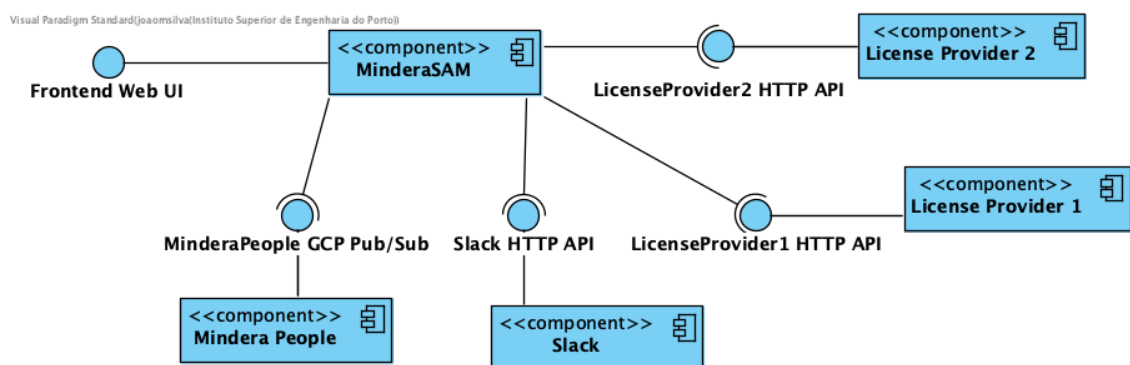 Visual Paradigm Standard(joaomsilva(Instituto Superior de Engenharia do Porto))
<<component>>
MinderaSAM
<<component>>
License Provider 2
Frontend Web UI
LicenseProvider2 HTTP API
<<component>>
License Provider 1
MinderaPeople GCP Pub/Sub
Slack HTTP API
LicenseProvider1 HTTP API
<<component>>
Mindera People
<<component>>
Slack